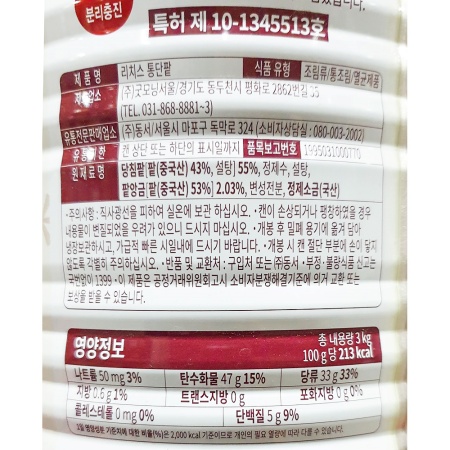 분리충진
특허 제 10-1345513호
제품명 리치스 통단팥 식품 유형 조림류/통조림/멸균제품
(주)굿모닝서울/경기도 동두천시 평화로 2862번길
(TEL.031-868-8881~3)
유통전문판매업소 (주)동서/서울시 마포구 독막로 324 (소비자상담실 : 080-003-2002)
유통기한 캔 상단 또는 하단의 표시일까지 품목보고번호
원재료명 당침팥[팥(중국산) 43%, 설탕] 55%, 정제수, 설탕,
팥앙금[팥(중국산) 53%] 2.03%, 변성전분, 정제소금(국산)
·주의사항 : 직사광선을 피하여 실온에 보관 하십시오. ·캔이 손상되거나 팽창하였을 경우
내용물이 변질되었을 우려가 있으니 드시지 마시기 바랍니다. ·개봉 후 밀폐 용기에 옮겨 담아
냉장보관하시고, 가급적 빠른 시일내에 드시기 바랍니다. ·개봉 시 캔 절단 부분에 손이 닿지
않도록 각별히 주의하십시오. ·반품 및 교환처 : 구입처 또는 (주)동서 ·부정·불량식품 신고는
국번없이 1399 ·이 제품은 공정거래위원회고시 소비자분쟁해결기준에 의거 교환 또는
보상을 받을 수 있습니다.
영양정보 총 내용량 3 kg
100 g 당 213 kcal
나트륨 50 mg 3% 탄수화물 47 g 15% 당류 33 g 33%
지방 0.6 g 1% 트랜스지방 0 g 포화지방 0 g 0%
콜레스테롤 0 mg 0% 단백질 5 g 9%
1일 영양성분 기준치에 대한 비율(%)은 2,000 kcal 기준이므로 개인의 필요 열량에 따라 다를 수 있습니다.